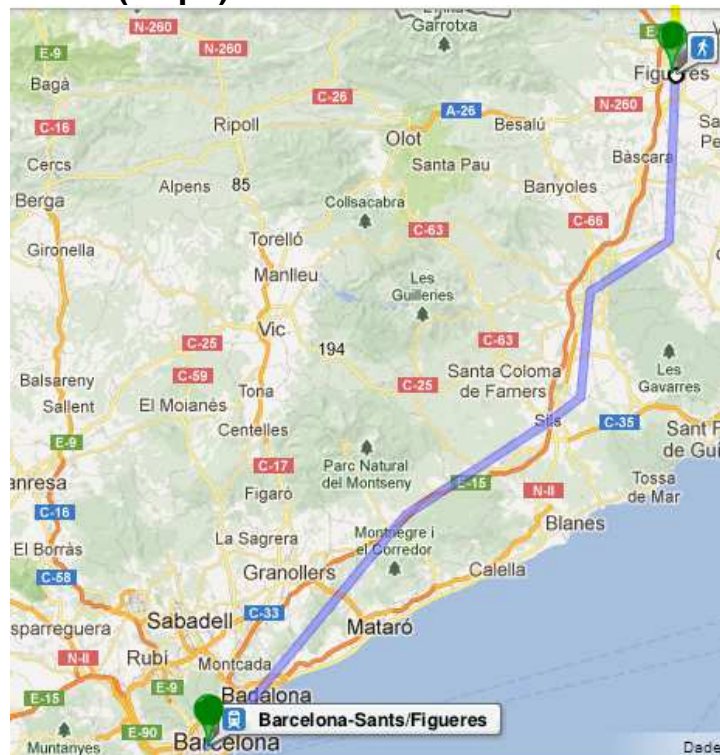 Garrotxa
E-9
N-260
N-260
Bagà
C-26
Figueres
N-260
C-16
Ripoll
A-26
Besalú
Olot
Bàscara
Cercs
Santa Pau
Alpens
85
Banyoles
Berga
Collsacabra
C-66
Gironella
Torelló
C-63
Manlleu
Les
Guilleries
Vic
C-25
194
C-63
Les
Gavarres
Balsareny
C-59
Santa Coloma
de Farners
Sallent
El Moianès
Tona
C-25
Centelles
Sils
C-35
E-9
C-17
Parc Natural
del Montseny
E-15
Tossa
de Mar
Figaró
N-II
C-16
Blanes
El Borràs
La Sagrera
Montnegre i
el Corredor
Calella
C-58
Granollers
C-33
Sabadell
Mataró
sparreguera
N-II
Rubí
Montcada
E-9
E-15
Badalona
Barcelona-Sants/Figueres
E-90
Muntanyes
Barcelona
Dade